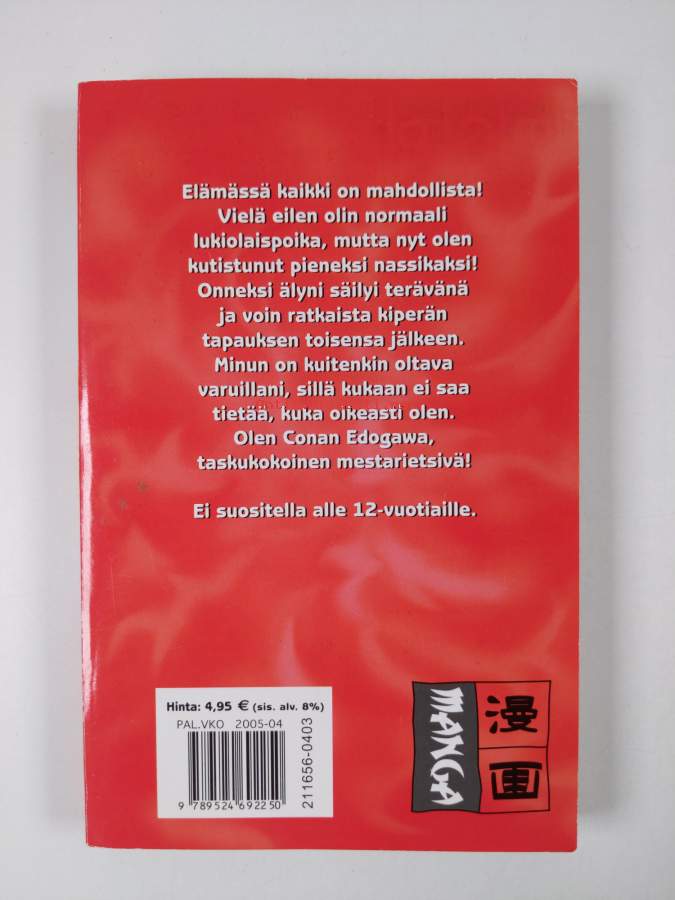 Elämässä kaikki on mahdollista!
Vielä eilen olin normaali
lukiolaispoika, mutta nyt olen
kutistunut pieneksi nassikaksi!
Onneksi älyni säilyi terävänä
ja voin ratkaista kiperän
tapauksen toisensa jälkeen.
Minun on kuitenkin oltava
varuillani, sillä kukaan ei saa
tietää, kuka oikeasti olen.
Olen Conan Edogawa,
taskukokoinen mestarietsivä!
Ei suositella alle 12-vuotiaille.
Hinta: 4,95 € (sis. alv. 8%)
PAL.VKO 2005-04
211656-0403
9 789524 692250
MANGA
漫画